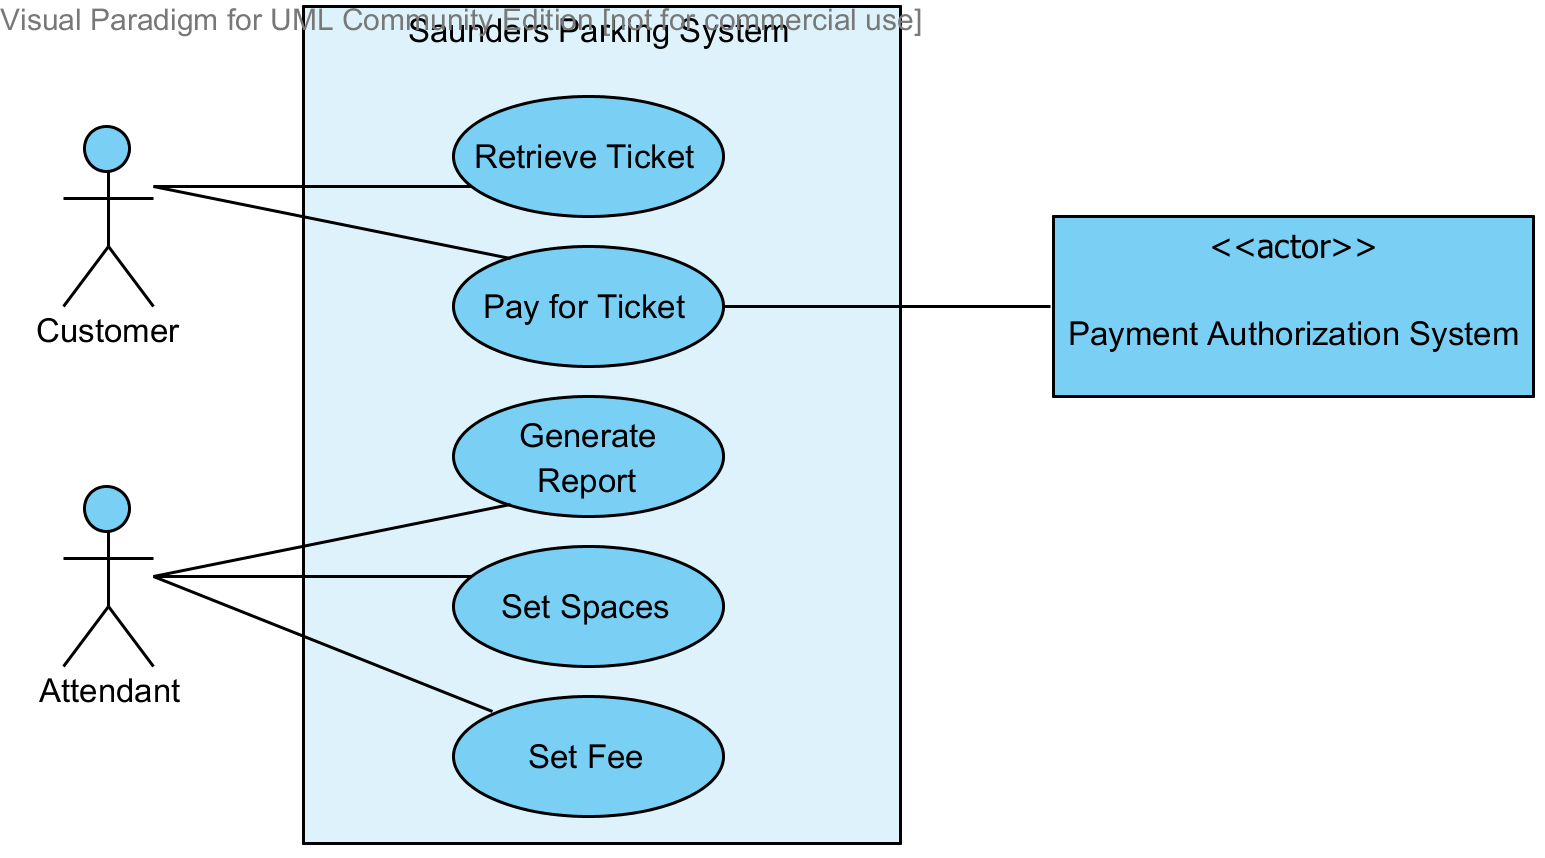 Visual Paradigm for UML Community Edition [not for commercial use]
Saunders Parking System
Retrieve Ticket
Pay for Ticket
Generate
Report
Set Spaces
Set Fee
Customer
Attendant
<<actor>>
Payment Authorization System